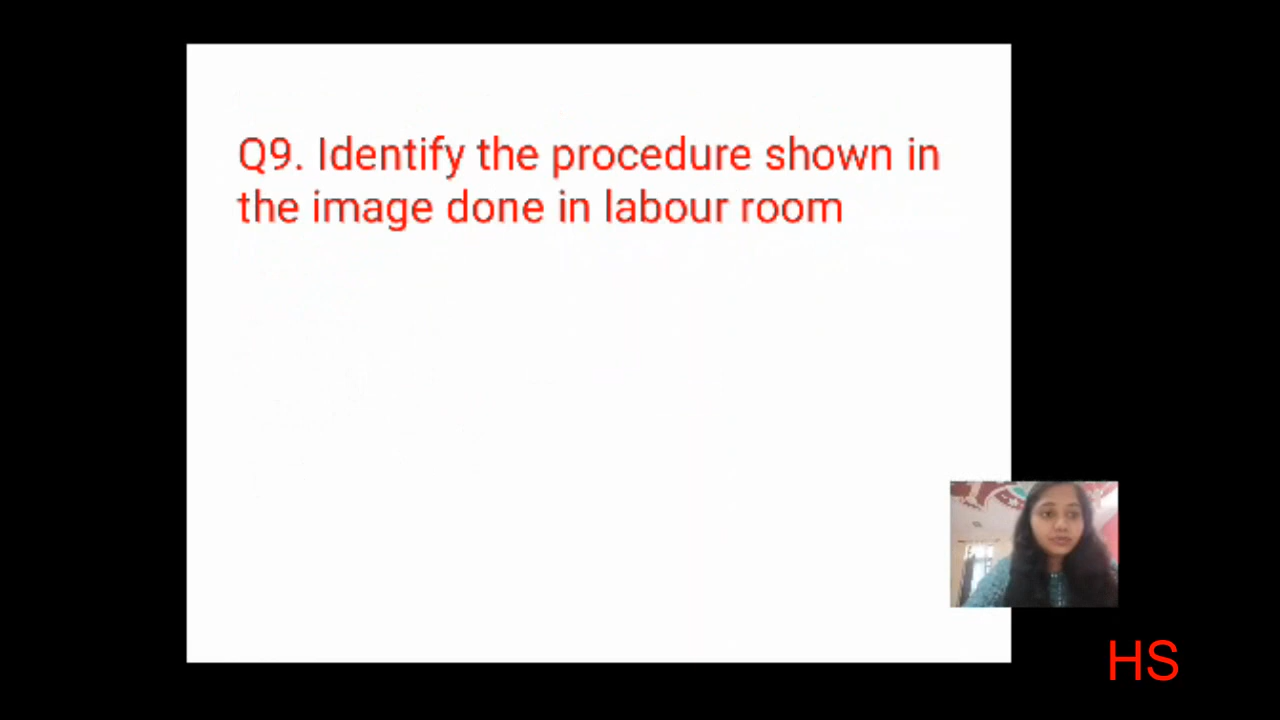 Q9. Identify the procedure shown in
the image done in labour room
HS